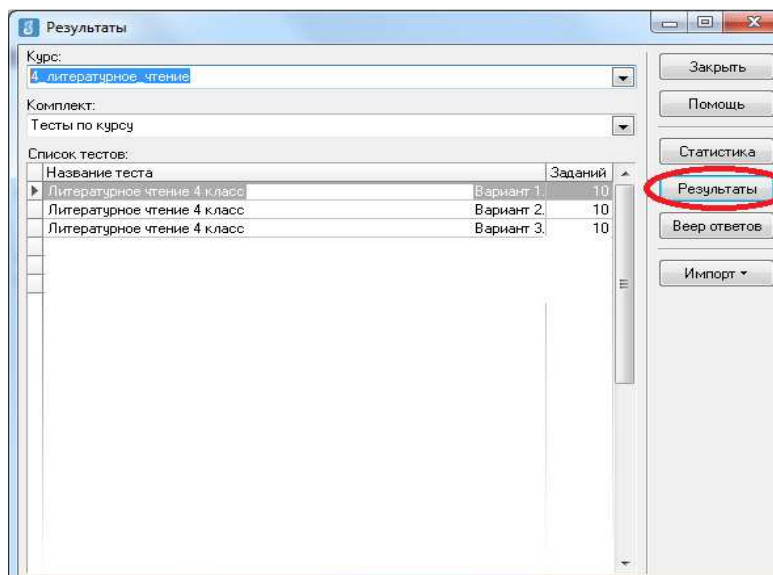 Результаты
Курс:
4_литературное_чтение
Комплект:
Тесты по курсу
Список тестов:
Название теста Заданий
Литературное чтение 4 класс Вариант 1. 10
Литературное чтение 4 класс Вариант 2. 10
Литературное чтение 4 класс Вариант 3. 10
Закрыть
Помощь
Статистика
Результаты
Веер ответов
Импорт